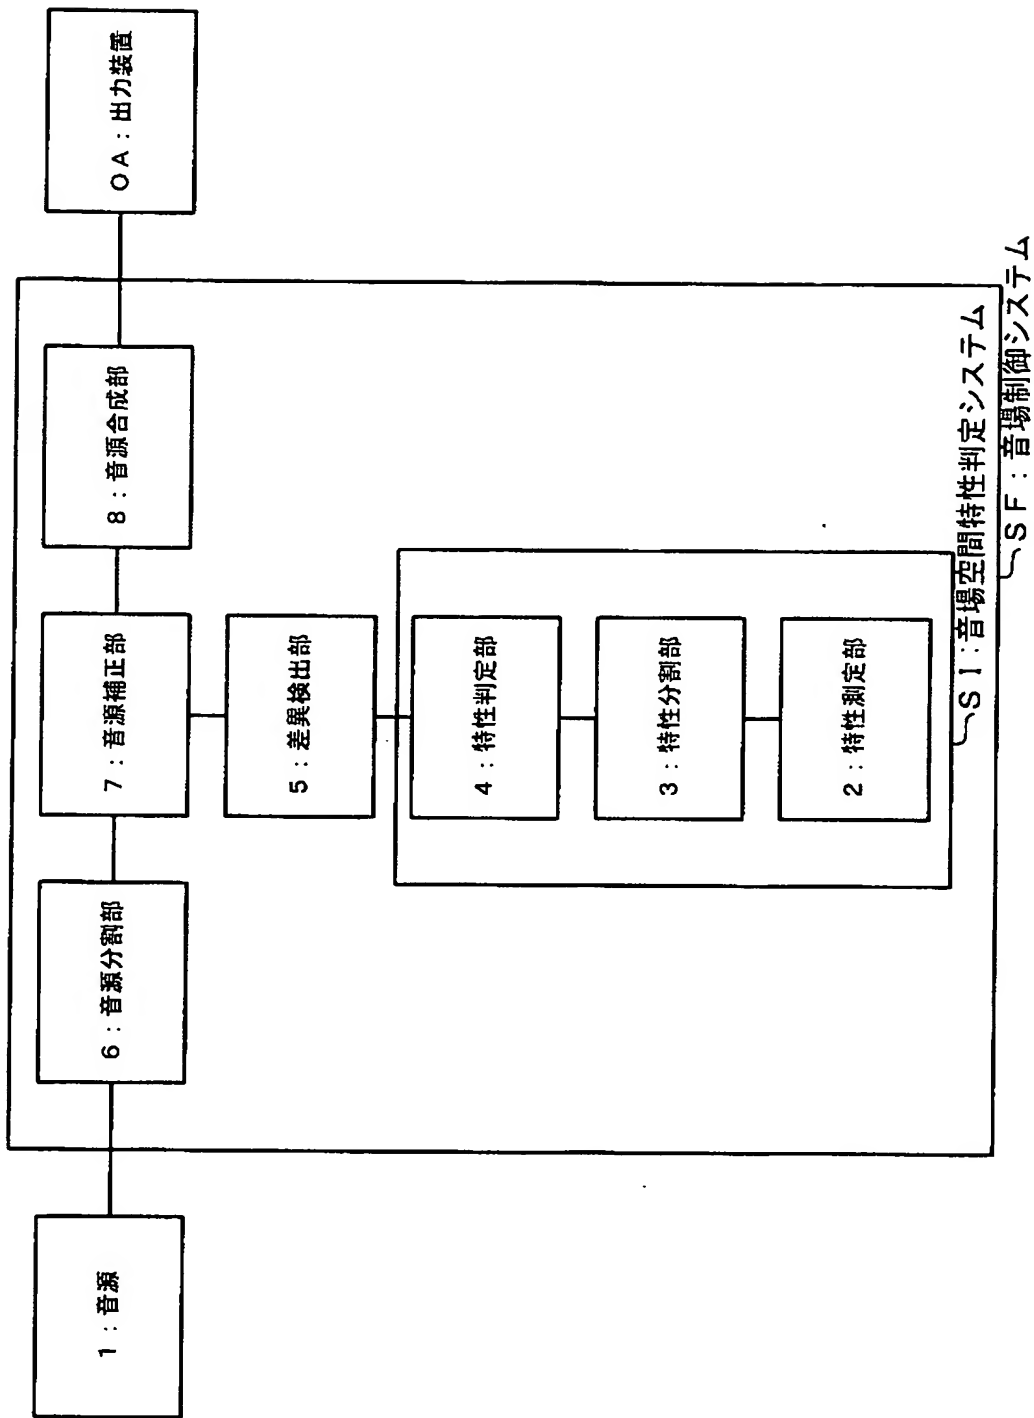 1：音源
6：音源分割部
7：音源補正部
8：音源合成部
OA：出力装置
5：差異検出部
4：特性判定部
3：特性分割部
2：特性測定部
SI：音場空間特性判定システム
SF：音場制御システム